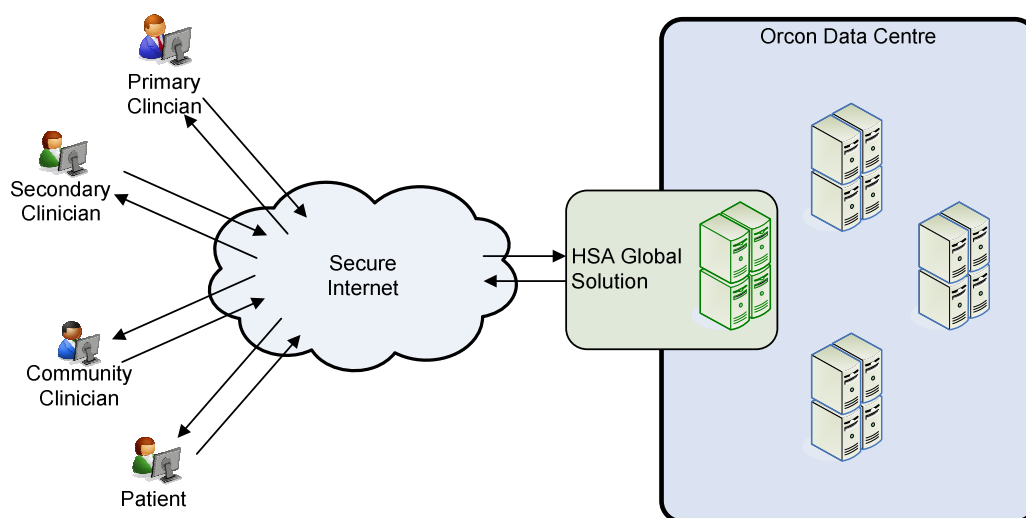 Orcon Data Centre
Primary
Clincian
Secondary
Clinician
Secure
Internet
HSA Global
Solution
Community
Clinician
Patient